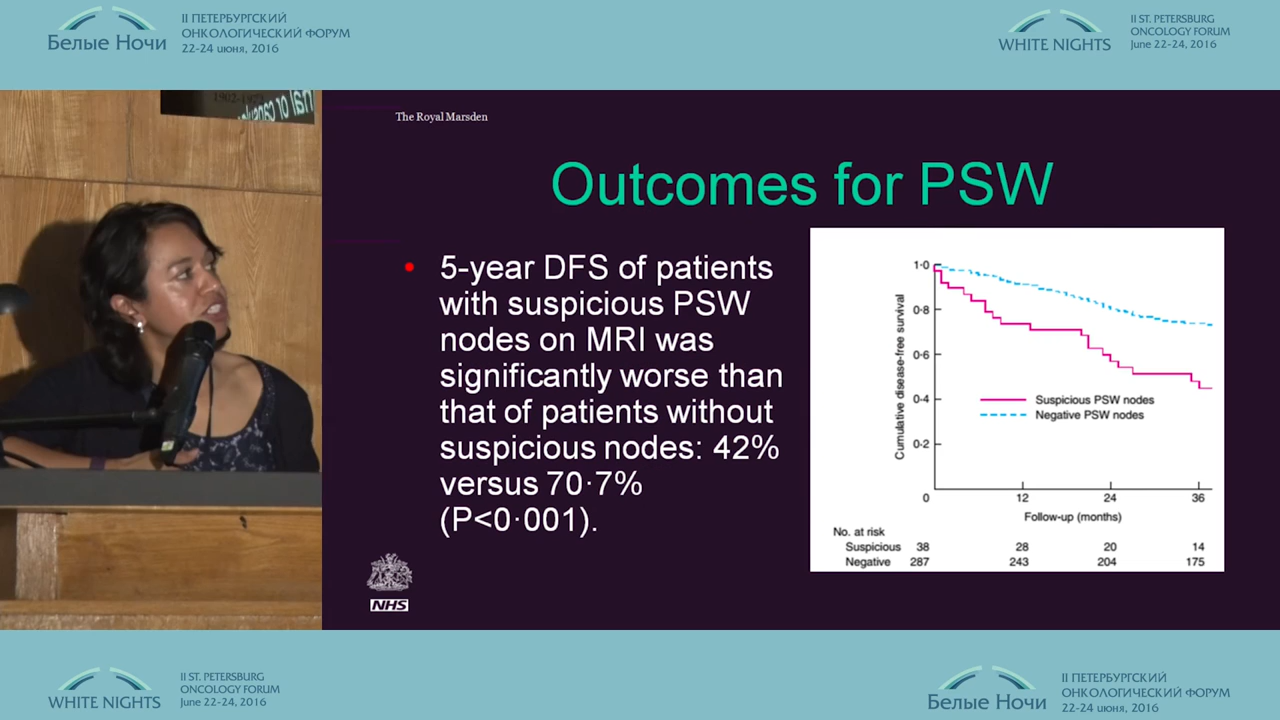 II ПЕТЕРБУРГСКИЙ
ОНКОЛОГИЧЕСКИЙ ФОРУМ
Белые Ночи
22-24 июня, 2016
II ST. PETERSBURG
ONCOLOGY FORUM
WHITE NIGHTS
June 22-24, 2016
The Royal Marsden
Outcomes for PSW
• 5-year DFS of patients
with suspicious PSW
nodes on MRI was
significantly worse than
that of patients without
suspicious nodes: 42%
versus 70·7%
(P<0·001).
NHS
Cumulative disease-free survival
1·0
0·8
0·6
0·4
0·2
0 12 24 36
Suspicious PSW nodes
Negative PSW nodes
Follow-up (months)
No. at risk
Suspicious 38 28 20 14
Negative 287 243 204 175
II ST. PETERSBURG
ONCOLOGY FORUM
WHITE NIGHTS
June 22-24, 2016
II ПЕТЕРБУРГСКИЙ
ОНКОЛОГИЧЕСКИЙ ФОРУМ
Белые Ночи
22-24 июня, 2016